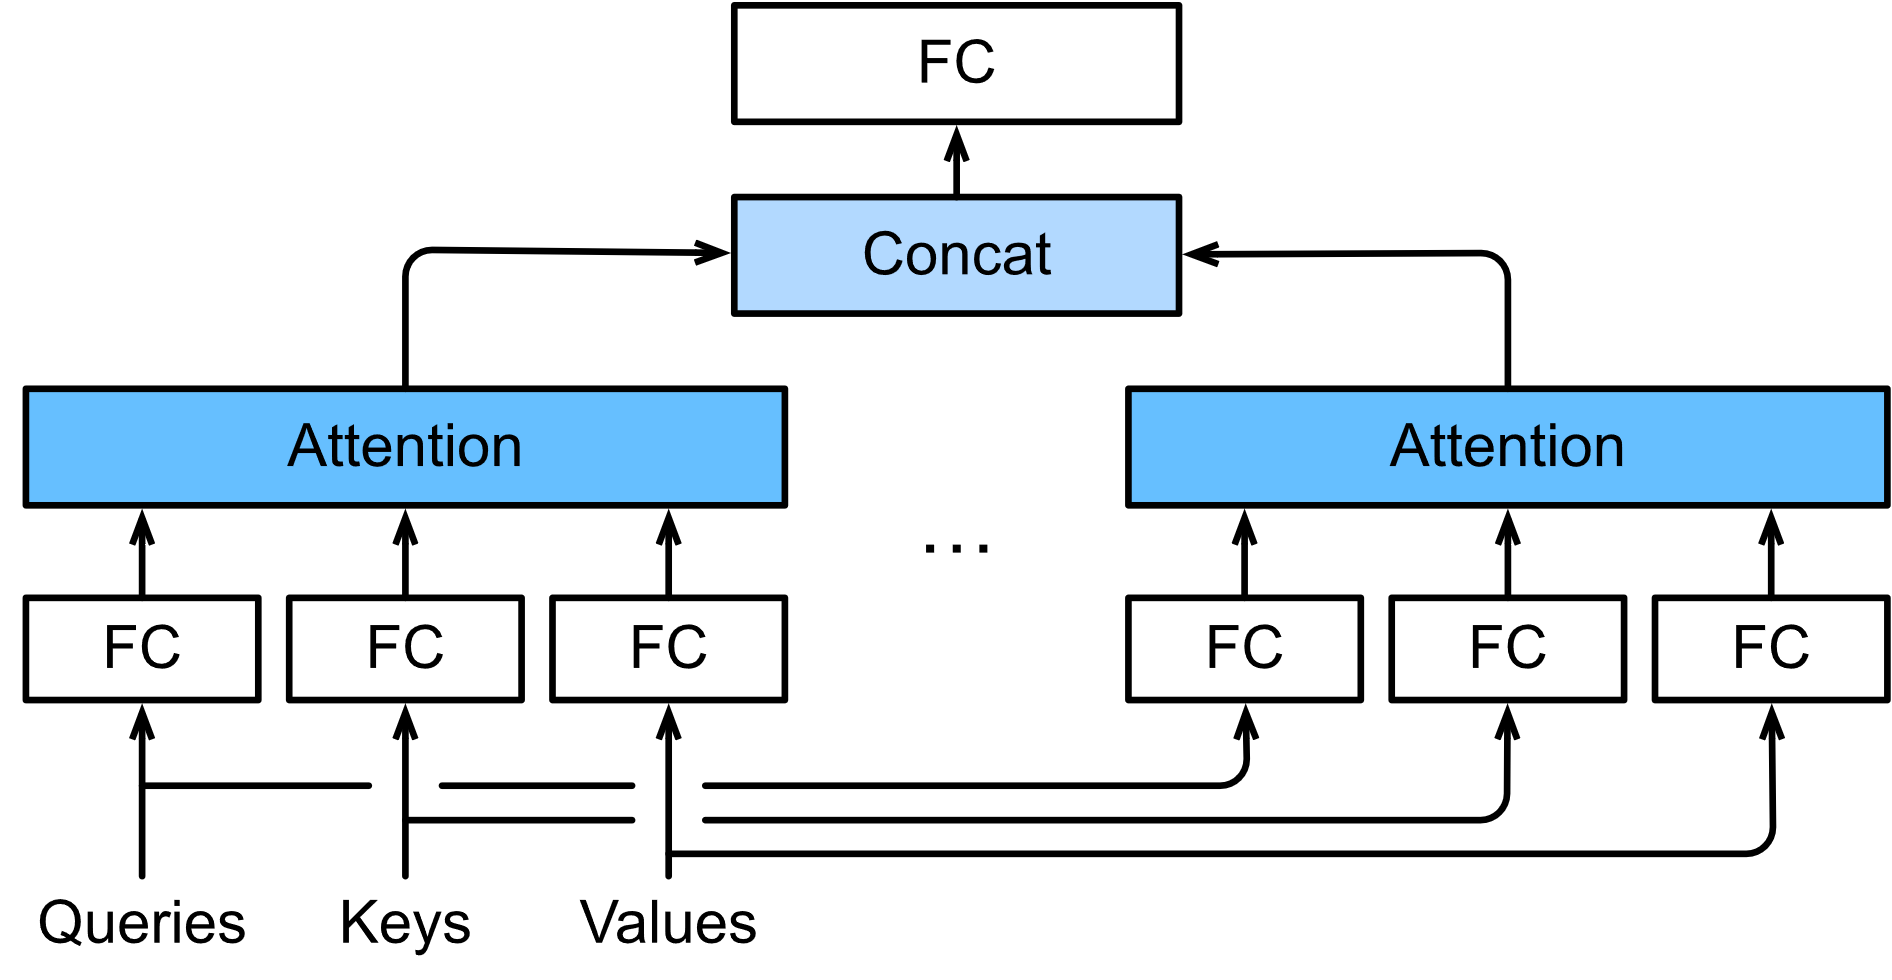 FC
Concat
Attention
Attention
…
FC
FC
FC
FC
FC
FC
Queries
Keys
Values